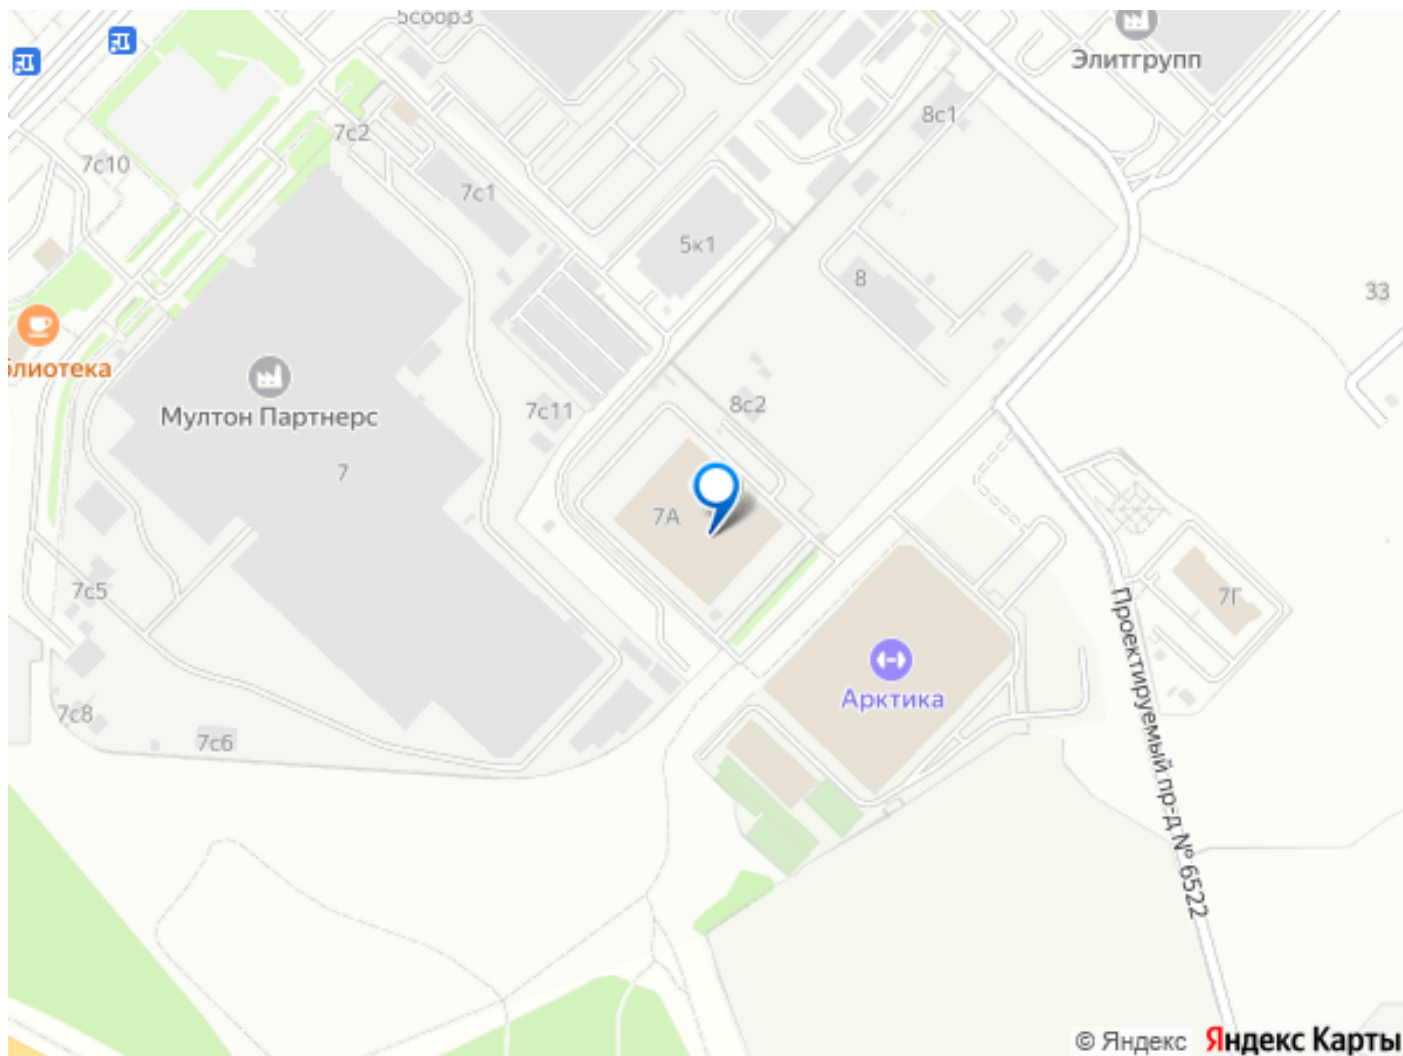 5соор3
Элитгрупп
7с2
8с1
7с10
7с1
5к1
8
33
блиотека
Мултон Партнерс
7с11
8с2
7
7А
7с5
7Г
Проектируемый пр-д № 6522
Арктика
7с8
7с6
© Яндекс Яндекс Карты